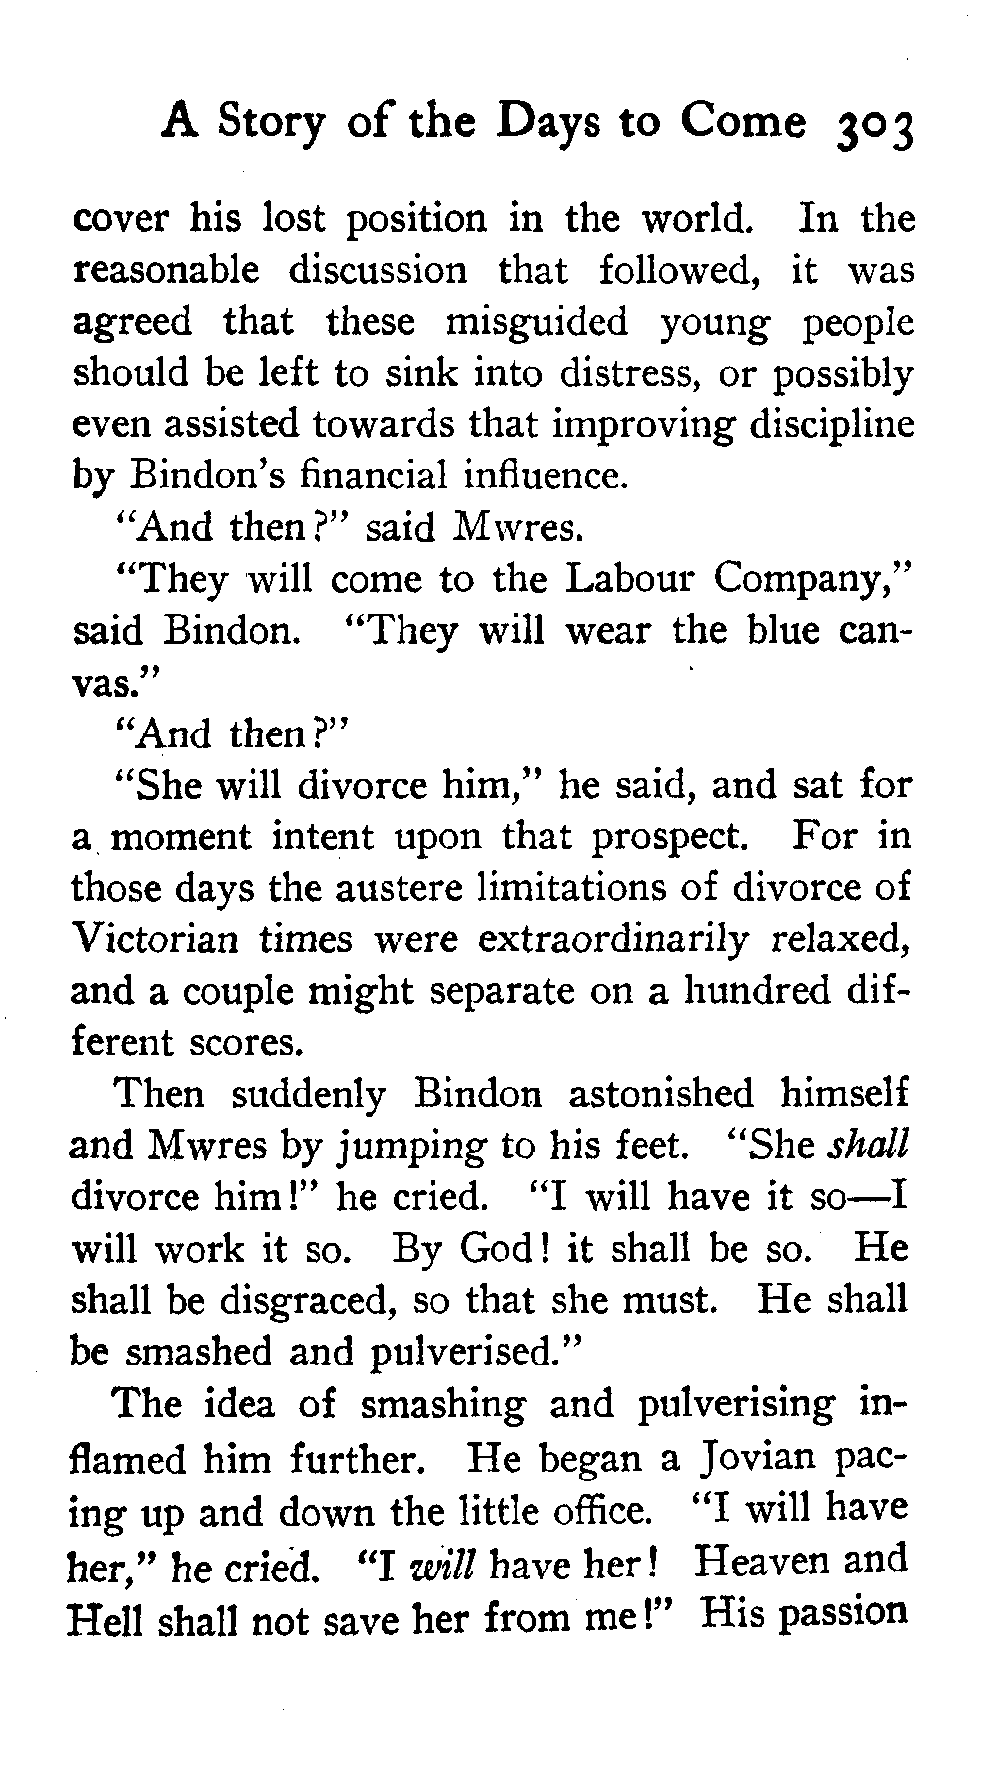 A Story of the Days to Come 303
cover his lost position in the world. In the
reasonable discussion that followed, it was
agreed that these misguided young people
should be left to sink into distress, or possibly
even assisted towards that improving discipline
by Bindon's financial influence.
"And then?" said Mwres.
"They will come to the Labour Company,"
said Bindon. "They will wear the blue can-
vas."
"And then?"
"She will divorce him," he said, and sat for
a moment intent upon that prospect. For in
those days the austere limitations of divorce of
Victorian times were extraordinarily relaxed,
and a couple might separate on a hundred dif-
ferent scores.
Then suddenly Bindon astonished himself
and Mwres by jumping to his feet. "She shall
divorce him!" he cried. "I will have it so—I
will work it so. By God! it shall be so. He
shall be disgraced, so that she must. He shall
be smashed and pulverised."
The idea of smashing and pulverising in-
flamed him further. He began a Jovian pac-
ing up and down the little office. "I will have
her," he cried. "I will have her! Heaven and
Hell shall not save her from me!" His passion